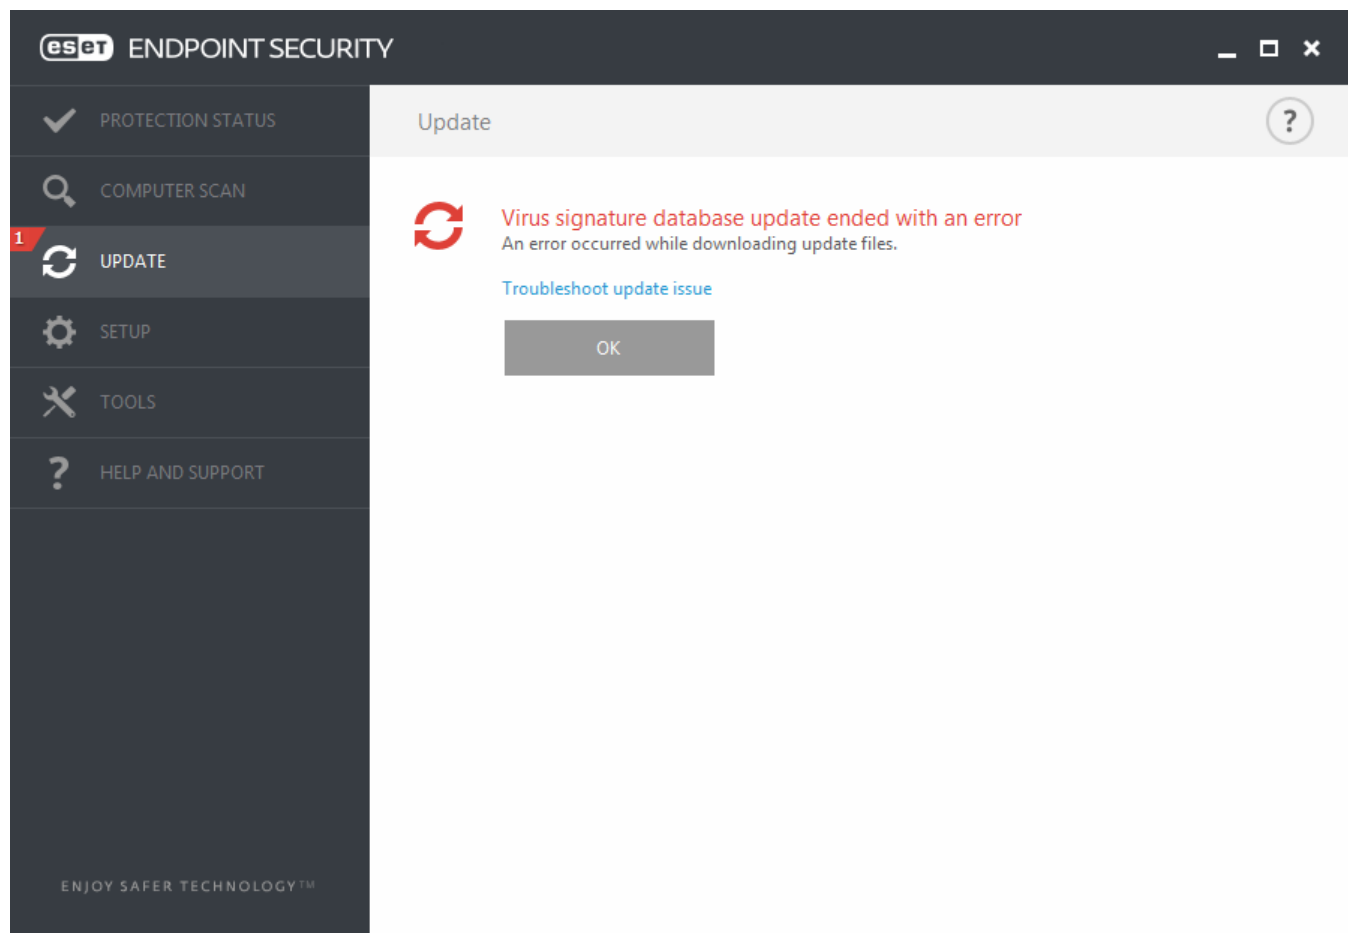 eset ENDPOINT SECURITY
PROTECTION STATUS
COMPUTER SCAN
1
UPDATE
SETUP
TOOLS
? HELP AND SUPPORT
ENJOY SAFER TECHNOLOGY™
Update
?
Virus signature database update ended with an error
An error occurred while downloading update files.
Troubleshoot update issue
OK